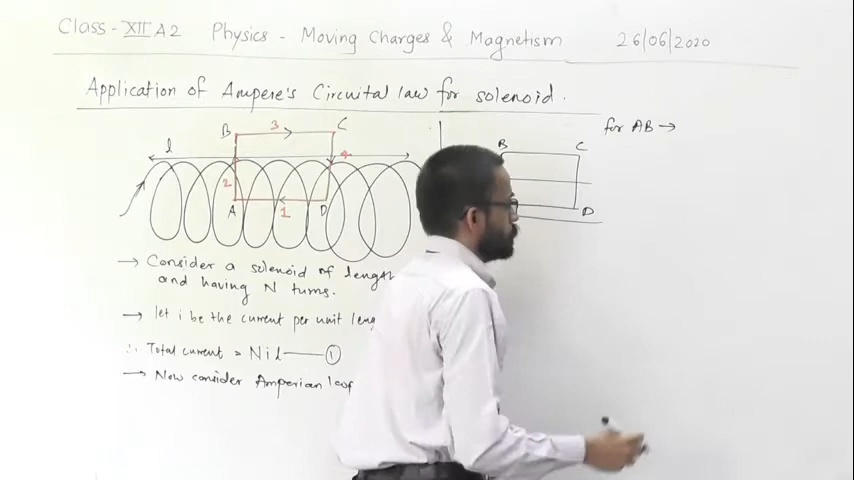 Class - XII A2 Physics - Moving Charges & Magnetism 26/06/2020
Application of Ampere's Circuital law for solenoid.
l
B 3 C
4
2
A 1 D
→ Consider a solenoid of length
and having N turns.
→ let i be the current per unit leng
∴ Total current = Nil — ①
→ Now consider Amperian loop
for AB →
B C
D